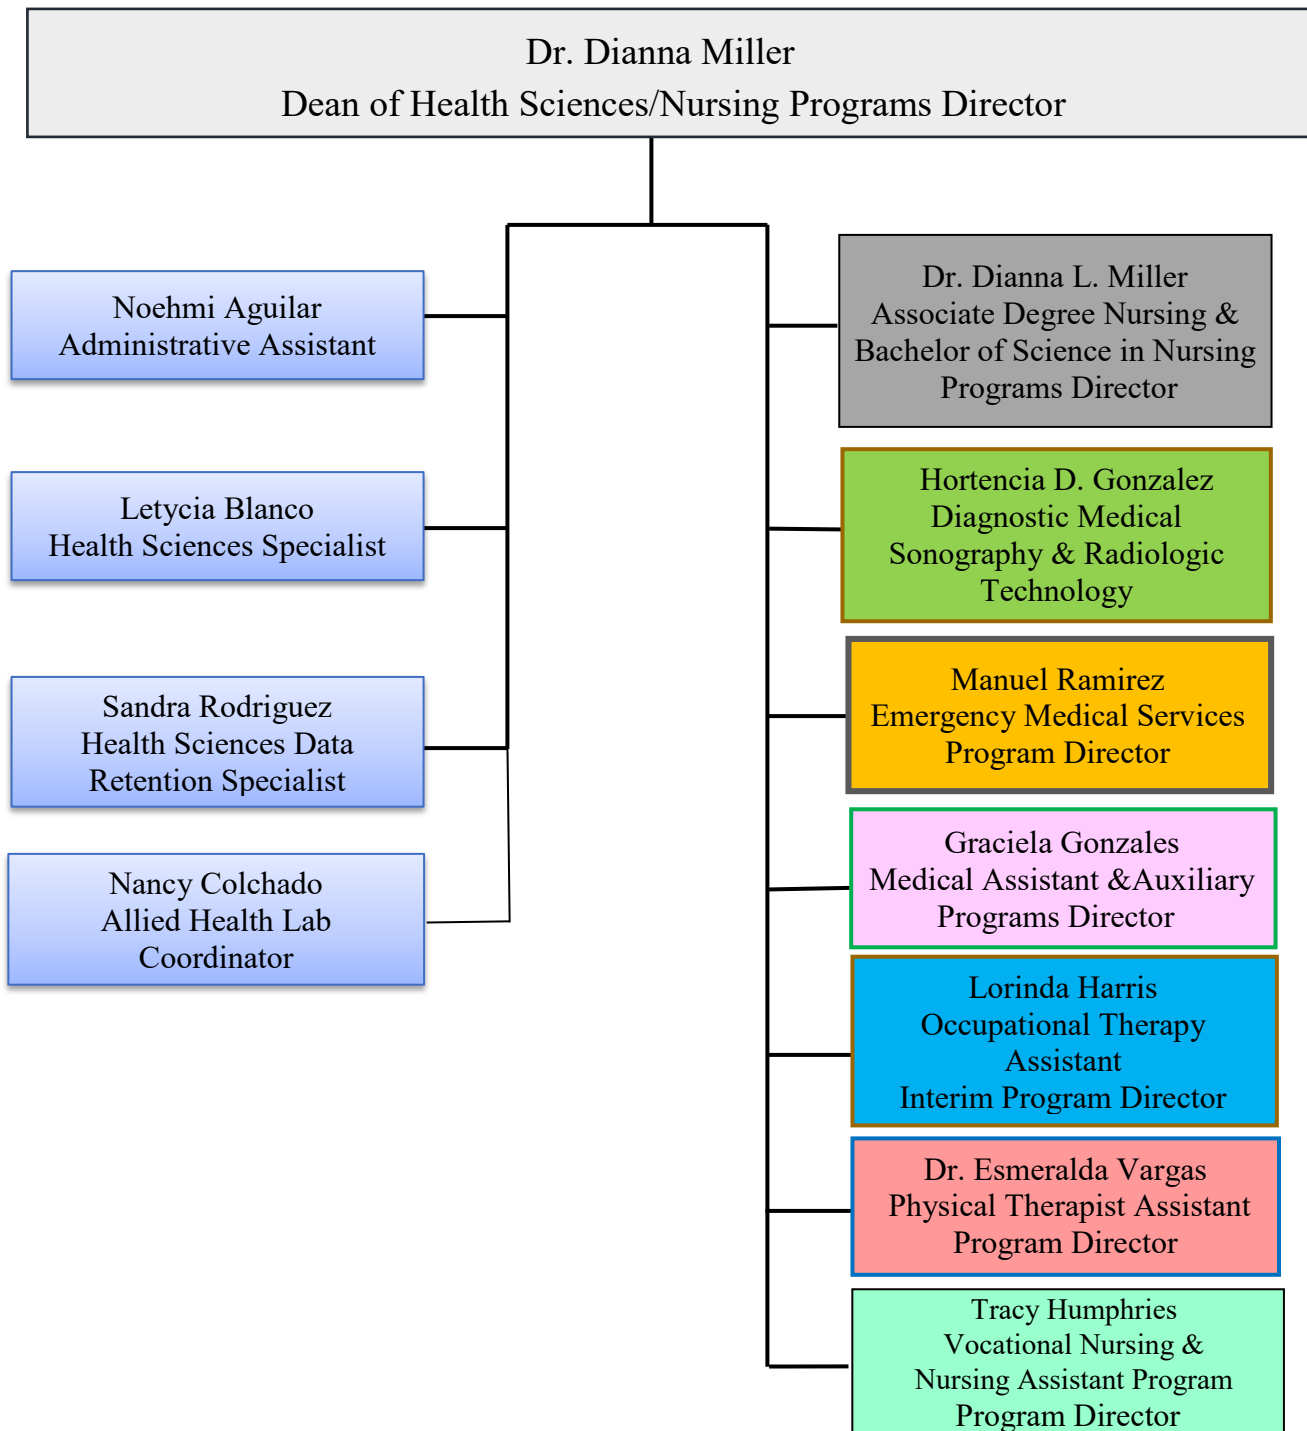 Dr. Dianna Miller
Dean of Health Sciences/Nursing Programs Director
Noehmi Aguilar
Administrative Assistant
Letycia Blanco
Health Sciences Specialist
Sandra Rodriguez
Health Sciences Data
Retention Specialist
Nancy Colchado
Allied Health Lab
Coordinator
Dr. Dianna L. Miller
Associate Degree Nursing &
Bachelor of Science in Nursing
Programs Director
Hortencia D. Gonzalez
Diagnostic Medical
Sonography & Radiologic
Technology
Manuel Ramirez
Emergency Medical Services
Program Director
Graciela Gonzales
Medical Assistant &Auxiliary
Programs Director
Lorinda Harris
Occupational Therapy
Assistant
Interim Program Director
Dr. Esmeralda Vargas
Physical Therapist Assistant
Program Director
Tracy Humphries
Vocational Nursing &
Nursing Assistant Program
Program Director